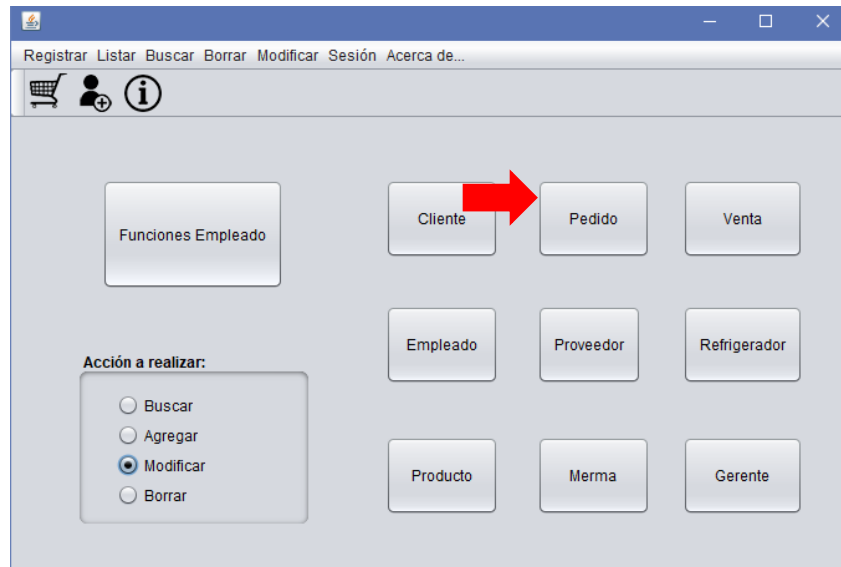 Registrar Listar Buscar Borrar Modificar Sesión Acerca de...
Funciones Empleado
Cliente Pedido Venta
Empleado Proveedor Refrigerador
Acción a realizar:
Buscar
Agregar
Modificar
Borrar
Producto Merma Gerente